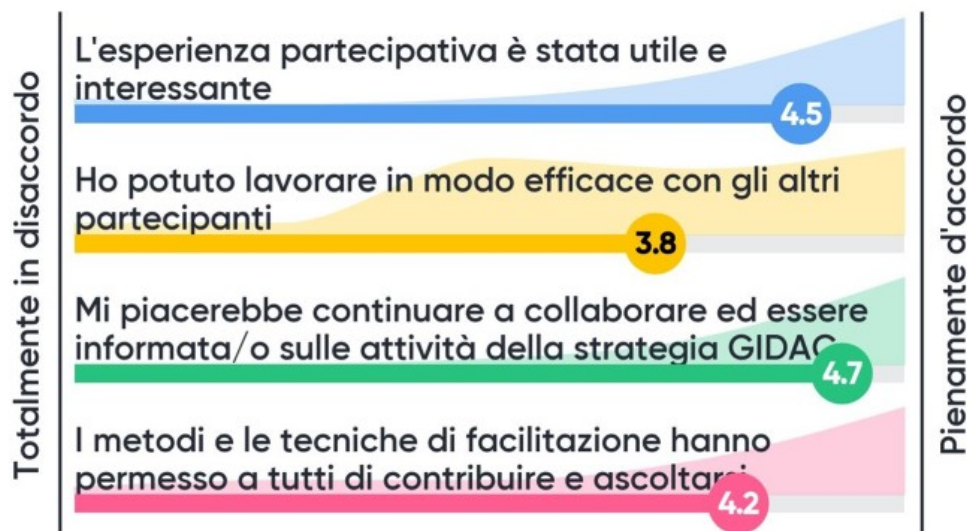 Totalmente in disaccordo
L'esperienza partecipativa è stata utile e
interessante
4.5
Ho potuto lavorare in modo efficace con gli altri
partecipanti
3.8
Mi piacerebbe continuare a collaborare ed essere
informata/o sulle attività della strategia GIDAC
4.7
I metodi e le tecniche di facilitazione hanno
permesso a tutti di contribuire e ascoltarsi
4.2
Pienamente d'accordo